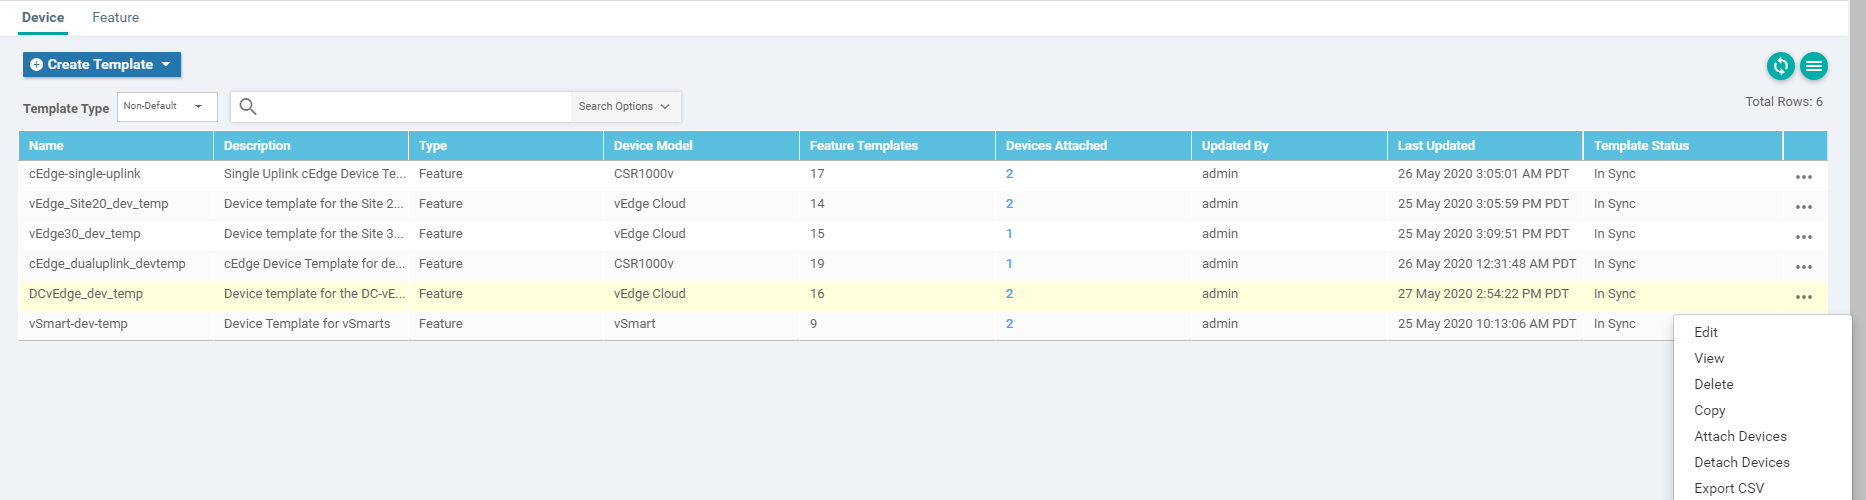 Device Feature
Create Template
Total Rows: 6
Template Type Non-Default Search Options
Name Description Type Device Model Feature Templates Devices Attached Updated By Last Updated Template Status
cEdge-single-uplink Single Uplink cEdge Device Te... Feature CSR1000v 17 2 admin 26 May 2020 3:05:01 AM PDT In Sync
vEdge_Site20_dev_temp Device template for the Site 2... Feature vEdge Cloud 14 2 admin 25 May 2020 3:05:59 PM PDT In Sync
vEdge30_dev_temp Device template for the Site 3... Feature vEdge Cloud 15 1 admin 25 May 2020 3:09:51 PM PDT In Sync
cEdge_dualuplink_devtemp cEdge Device Template for de... Feature CSR1000v 19 1 admin 26 May 2020 12:31:48 AM PDT In Sync
DCvEdge_dev_temp Device template for the DC-vE... Feature vEdge Cloud 16 2 admin 27 May 2020 2:54:22 PM PDT In Sync
vSmart-dev-temp Device Template for vSmarts Feature vSmart 9 2 admin 25 May 2020 10:13:06 AM PDT In Sync
Edit
View
Delete
Copy
Attach Devices
Detach Devices
Export CSV